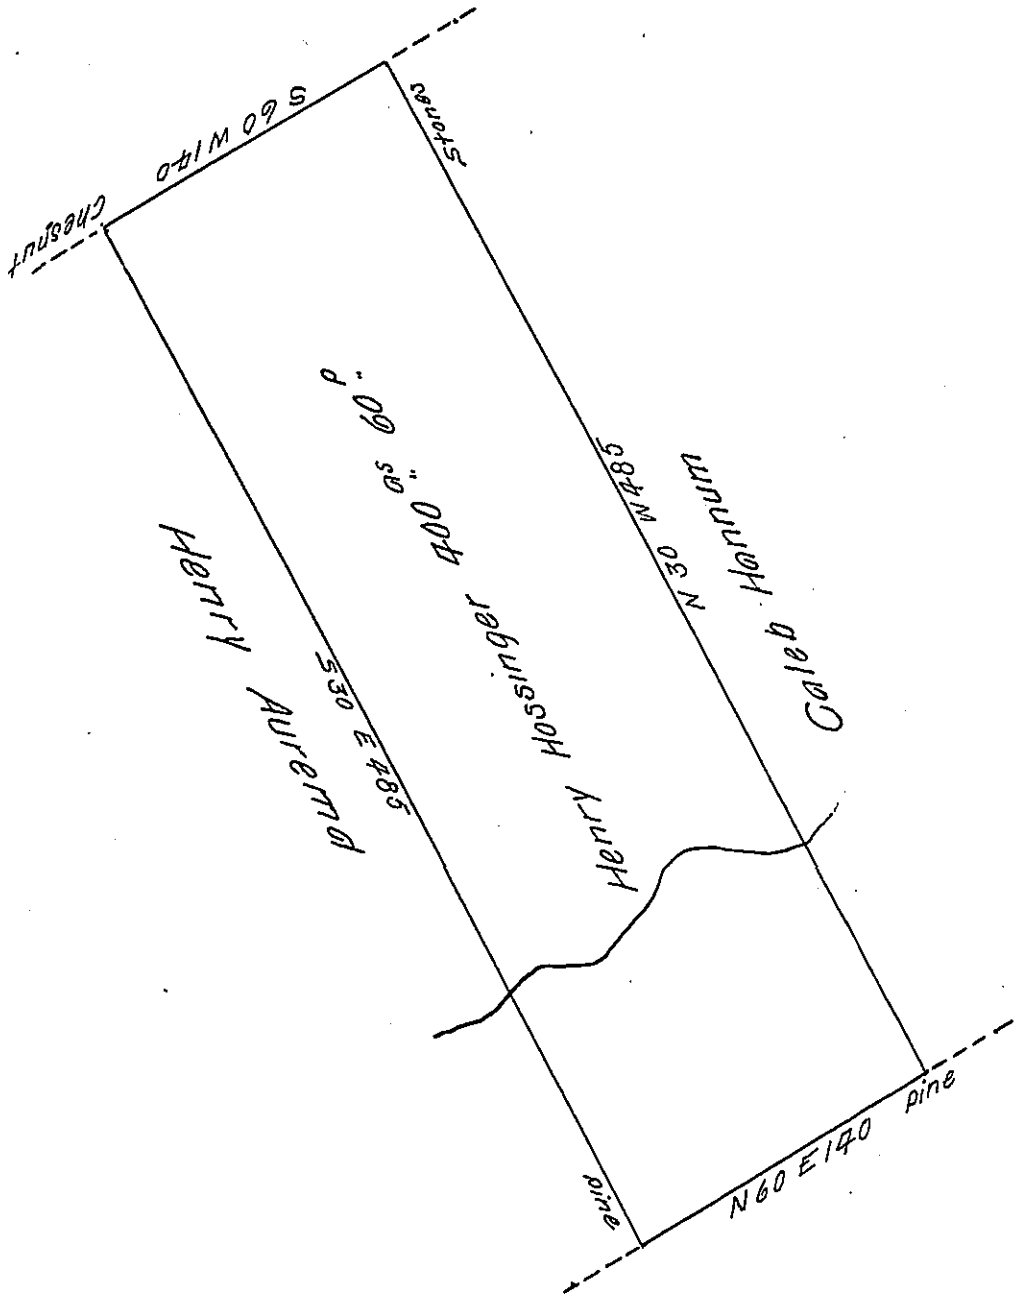 S 60 W 140
Chesnut
Stones
Henry Aurema
S 30 E 485
Henry Hossinger 400 as 60 p
N 30 W 485
Caleb Hannum
pine
N 60 E 140
pine